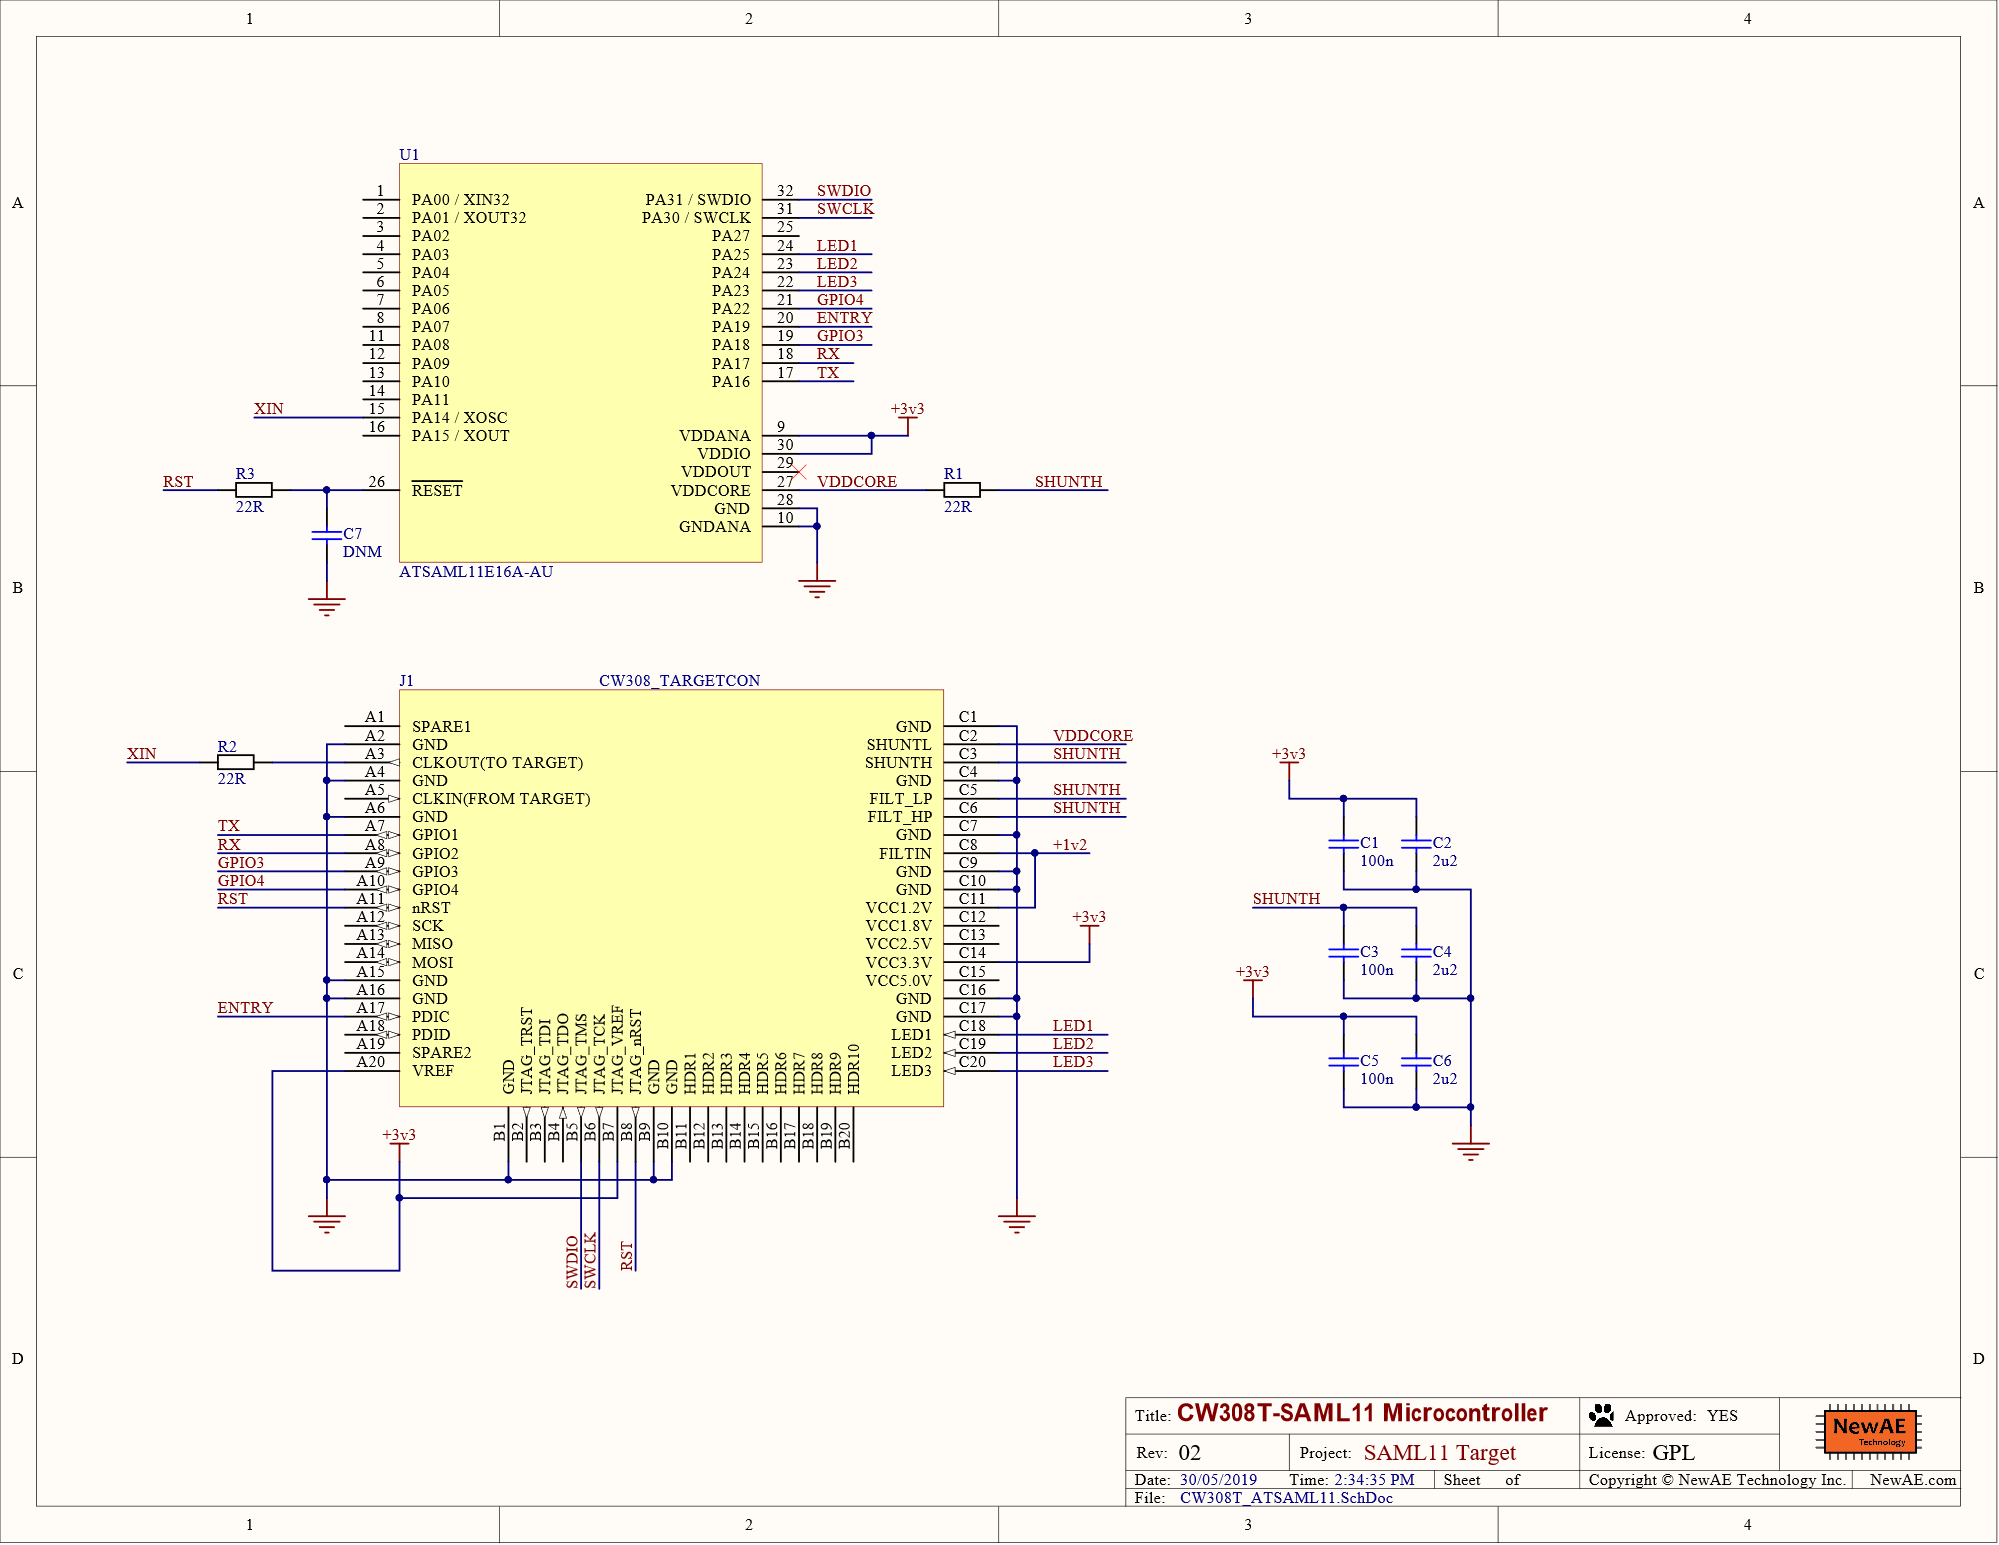 1 2 3 4
A A
B B
C C
D D
U1
1 PA00 / XIN32
2 PA01 / XOUT32
3 PA02
4 PA03
5 PA04
6 PA05
7 PA06
8 PA07
11 PA08
12 PA09
13 PA10
14 PA11
XIN 15 PA14 / XOSC
16 PA15 / XOUT
RST R3 22R 26 RESET
C7
DNM
PA31 / SWDIO 32 SWDIO
PA30 / SWCLK 31 SWCLK
PA27 25
PA25 24 LED1
PA24 23 LED2
PA23 22 LED3
PA22 21 GPIO4
PA19 20 ENTRY
PA18 19 GPIO3
PA17 18 RX
PA16 17 TX
+3v3
VDDANA 9
VDDIO 30
VDDOUT 29
VDDCORE 27 VDDCORE R1 22R SHUNTH
GND 28
GNDANA 10
ATSAML11E16A-AU
J1 CW308_TARGETCON
A1 SPARE1
A2 GND
XIN R2 22R A3 CLKOUT(TO TARGET)
A4 GND
A5 CLKIN(FROM TARGET)
A6 GND
TX A7 GPIO1
RX A8 GPIO2
GPIO3 A9 GPIO3
GPIO4 A10 GPIO4
RST A11 nRST
A12 SCK
A13 MISO
A14 MOSI
A15 GND
A16 GND
ENTRY A17 PDIC
A18 PDID
A19 SPARE2
A20 VREF
GND C1
SHUNTL C2 VDDCORE
SHUNTH C3 SHUNTH
GND C4
FILT_LP C5 SHUNTH
FILT_HP C6 SHUNTH
GND C7
FILTIN C8 +1v2
GND C9
GND C10
VCC1.2V C11
VCC1.8V C12
VCC2.5V C13
VCC3.3V C14 +3v3
VCC5.0V C15
GND C16
GND C17
LED1 C18 LED1
LED2 C19 LED2
LED3 C20 LED3
GND B1
JTAG_TRST B2
JTAG_TDI B3
JTAG_TDO B4
JTAG_TMS B5 SWDIO
JTAG_TCK B6 SWCLK
JTAG_VREF B7
JTAG_nRST B8 RST
GND B9
GND B10
HDR1 B11
HDR2 B12
HDR3 B13
HDR4 B14
HDR5 B15
HDR6 B16
HDR7 B17
HDR8 B18
HDR9 B19
HDR10 B20
+3v3
+3v3
C1 C2
100n 2u2
SHUNTH
C3 C4
100n 2u2
+3v3
C5 C6
100n 2u2
Title: CW308T-SAML11 Microcontroller Approved: YES
Rev: 02 Project: SAML11 Target License: GPL
NewAE
Technology
Date: 30/05/2019 Time: 2:34:35 PM Sheet of Copyright © NewAE Technology Inc. NewAE.com
File: CW308T_ATSAML11.SchDoc
1 2 3 4